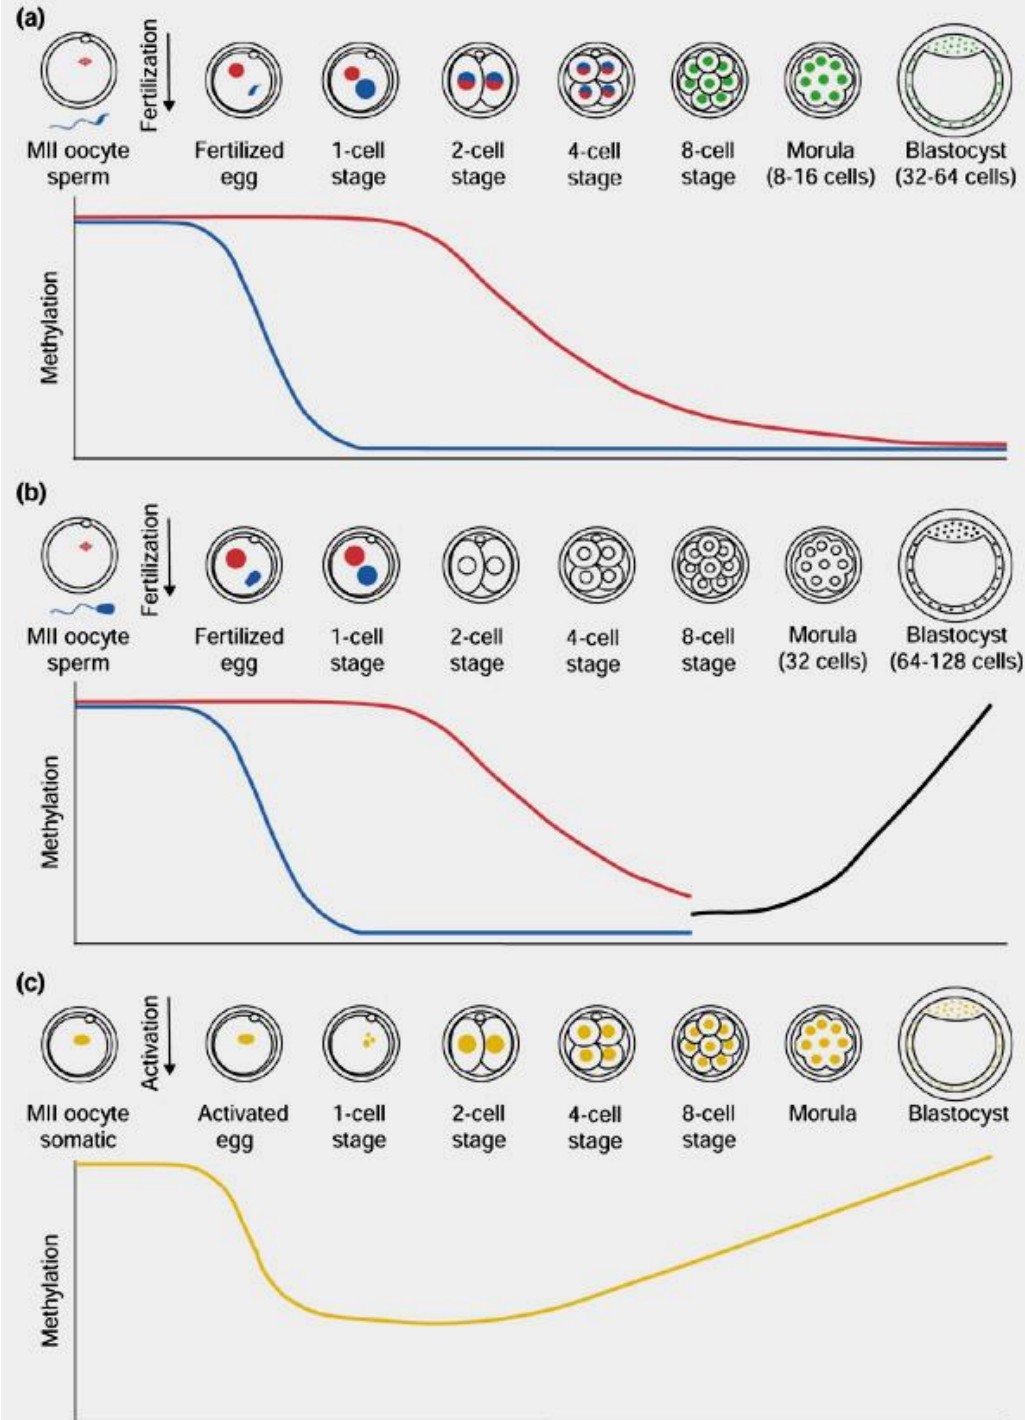 (a)
Fertilization
MII oocyte
sperm
Fertilized
egg
1-cell
stage
2-cell
stage
4-cell
stage
8-cell
stage
Morula
(8-16 cells)
Blastocyst
(32-64 cells)
Methylation
(b)
Fertilization
MII oocyte
sperm
Fertilized
egg
1-cell
stage
2-cell
stage
4-cell
stage
8-cell
stage
Morula
(32 cells)
Blastocyst
(64-128 cells)
Methylation
(c)
Activation
MII oocyte
somatic
Activated
egg
1-cell
stage
2-cell
stage
4-cell
stage
8-cell
stage
Morula
Blastocyst
Methylation